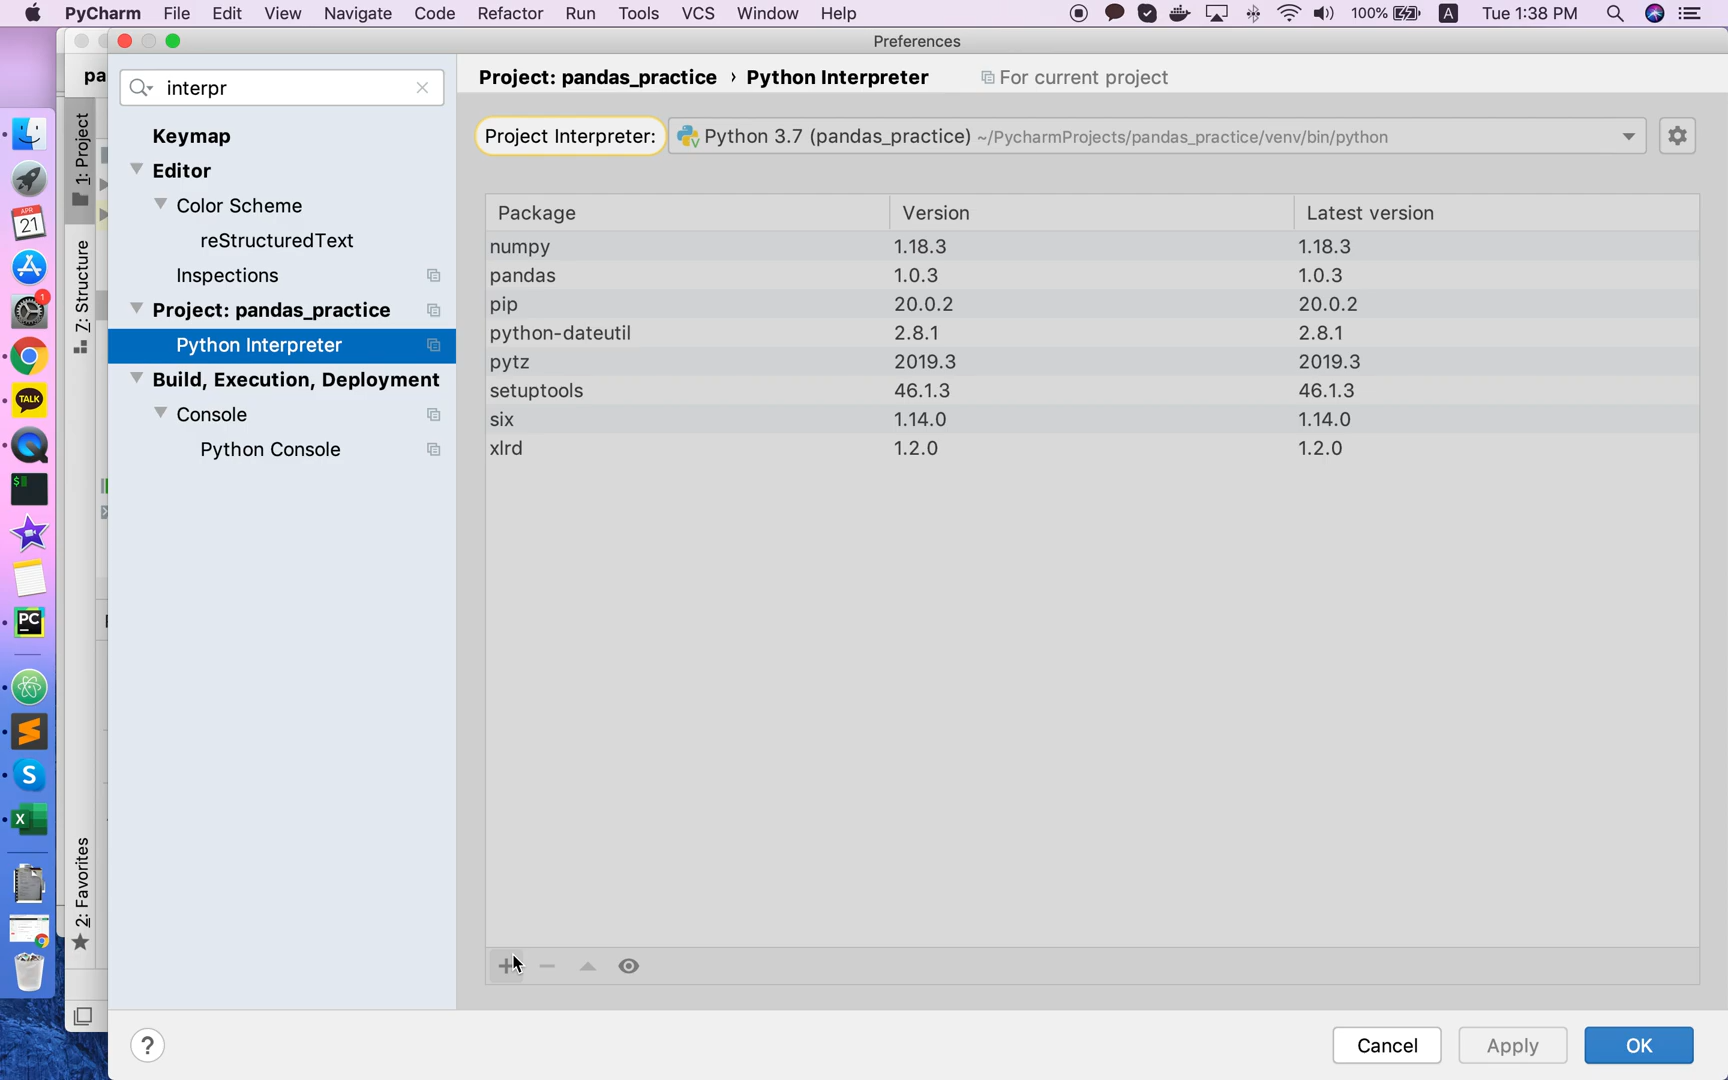 PyCharm File Edit View Navigate Code Refactor Run Tools VCS Window Help 100% A Tue 1:38 PM
Preferences
pa
interpr
Project: pandas_practice › Python Interpreter For current project
Keymap
Project Interpreter: Python 3.7 (pandas_practice) ~/PycharmProjects/pandas_practice/venv/bin/python
Editor
Color Scheme
reStructuredText
Inspections
Project: pandas_practice
Python Interpreter
Build, Execution, Deployment
Console
Python Console
Package Version Latest version
numpy 1.18.3 1.18.3
pandas 1.0.3 1.0.3
pip 20.0.2 20.0.2
python-dateutil 2.8.1 2.8.1
pytz 2019.3 2019.3
setuptools 46.1.3 46.1.3
six 1.14.0 1.14.0
xlrd 1.2.0 1.2.0
1: Project
7: Structure
2: Favorites
APR
21
1
TALK
$
PC
S
X
?
Cancel Apply OK